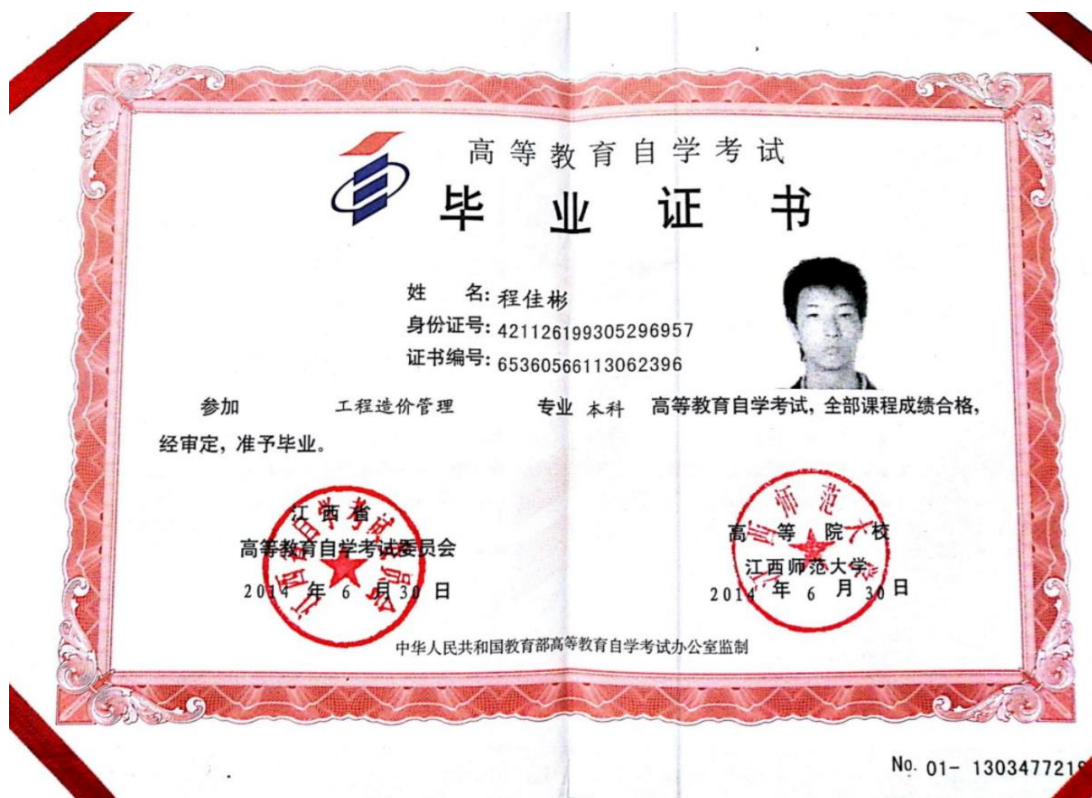 高等教育自学考试
毕业证书
姓 名: 程佳彬
身份证号: 421126199305296957
证书编号: 65360566113062396
参加 工程造价管理 专业 本科 高等教育自学考试，全部课程成绩合格，
经审定，准予毕业。
江西省
高等教育自学考试委员会
2014 年 6 月 30 日
高等院校
江西师范大学
2014 年 6 月 30 日
中华人民共和国教育部高等教育自学考试办公室监制
No. 01- 1303477219